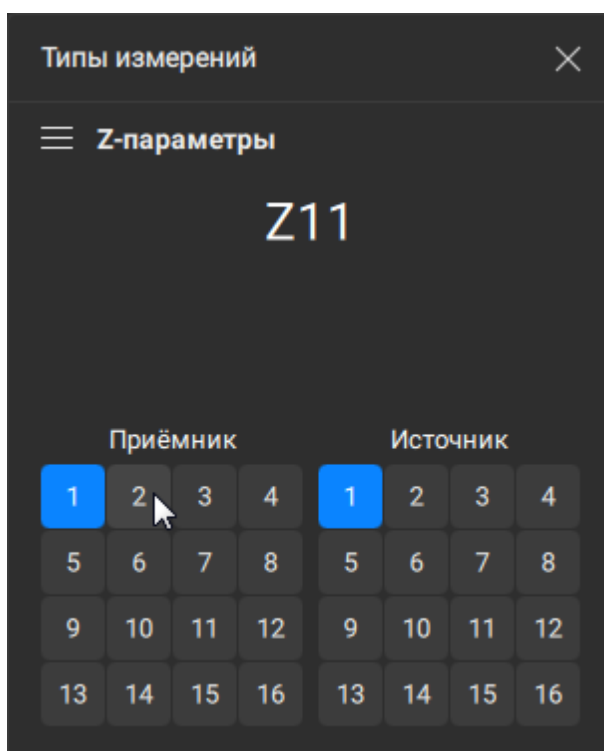 Типы измерений
Z-параметры
Z11
Приёмник Источник
1 2 3 4 1 2 3 4
5 6 7 8 5 6 7 8
9 10 11 12 9 10 11 12
13 14 15 16 13 14 15 16